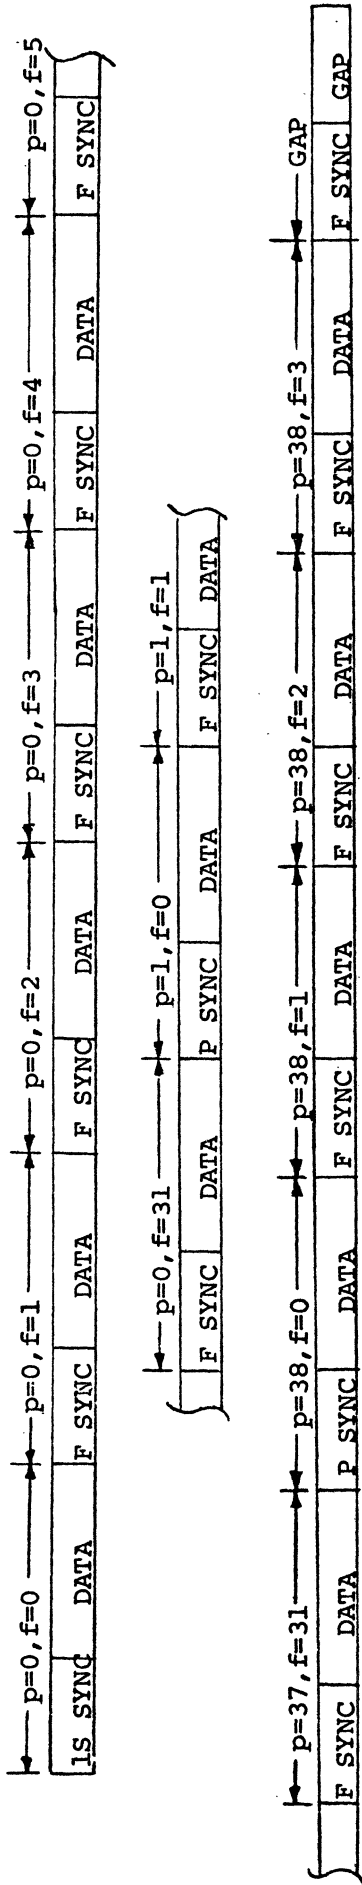 p=0,f=0 p=0,f=1 p=0,f=2 p=0,f=3 p=0,f=4 p=0,f=5
1S SYNC DATA F SYNC DATA F SYNC DATA F SYNC DATA F SYNC DATA F SYNC
p=0,f=31 p=1,f=0 p=1,f=1
F SYNC DATA P SYNC DATA F SYNC DATA
p=37,f=31 p=38,f=0 p=38,f=1 p=38,f=2 p=38,f=3 GAP
F SYNC DATA P SYNC DATA F SYNC DATA F SYNC DATA F SYNC DATA F SYNC GAP